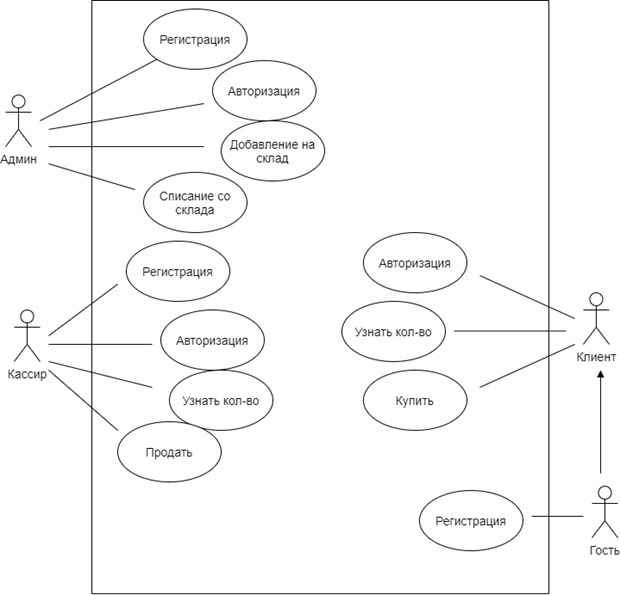 Регистрация
Авторизация
Добавление на
склад
Админ
Списание со
склада
Регистрация
Авторизация
Кассир
Узнать кол-во
Продать
Авторизация
Узнать кол-во
Клиент
Купить
Регистрация
Гость